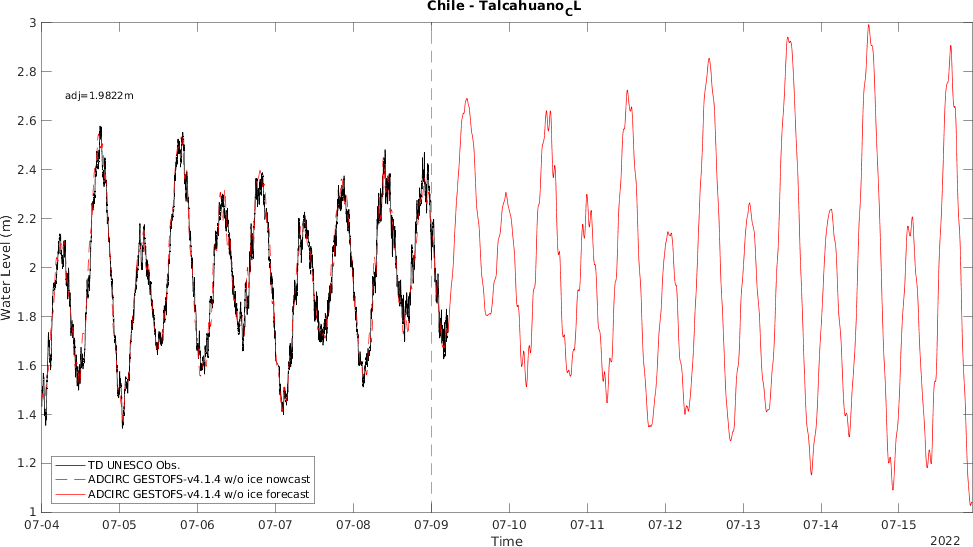 Chile - Talcahuano_CL
3
2.8
adj=1.9822m
2.6
2.4
2.2
Water Level (m)
2
1.8
1.6
1.4
1.2
TD UNESCO Obs.
ADCIRC GESTOFS-v4.1.4 w/o ice nowcast
ADCIRC GESTOFS-v4.1.4 w/o ice forecast
1
07-04 07-05 07-06 07-07 07-08 07-09 07-10 07-11 07-12 07-13 07-14 07-15
Time
2022